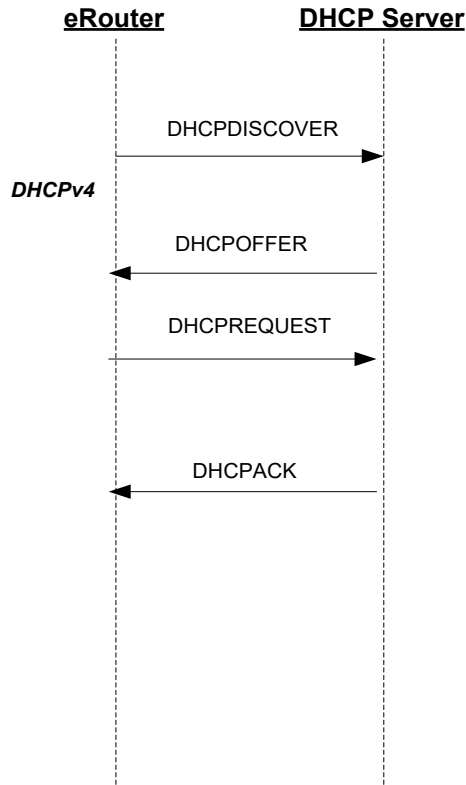 eRouter DHCP Server
DHCPDISCOVER
DHCPv4
DHCPOFFER
DHCPREQUEST
DHCPACK